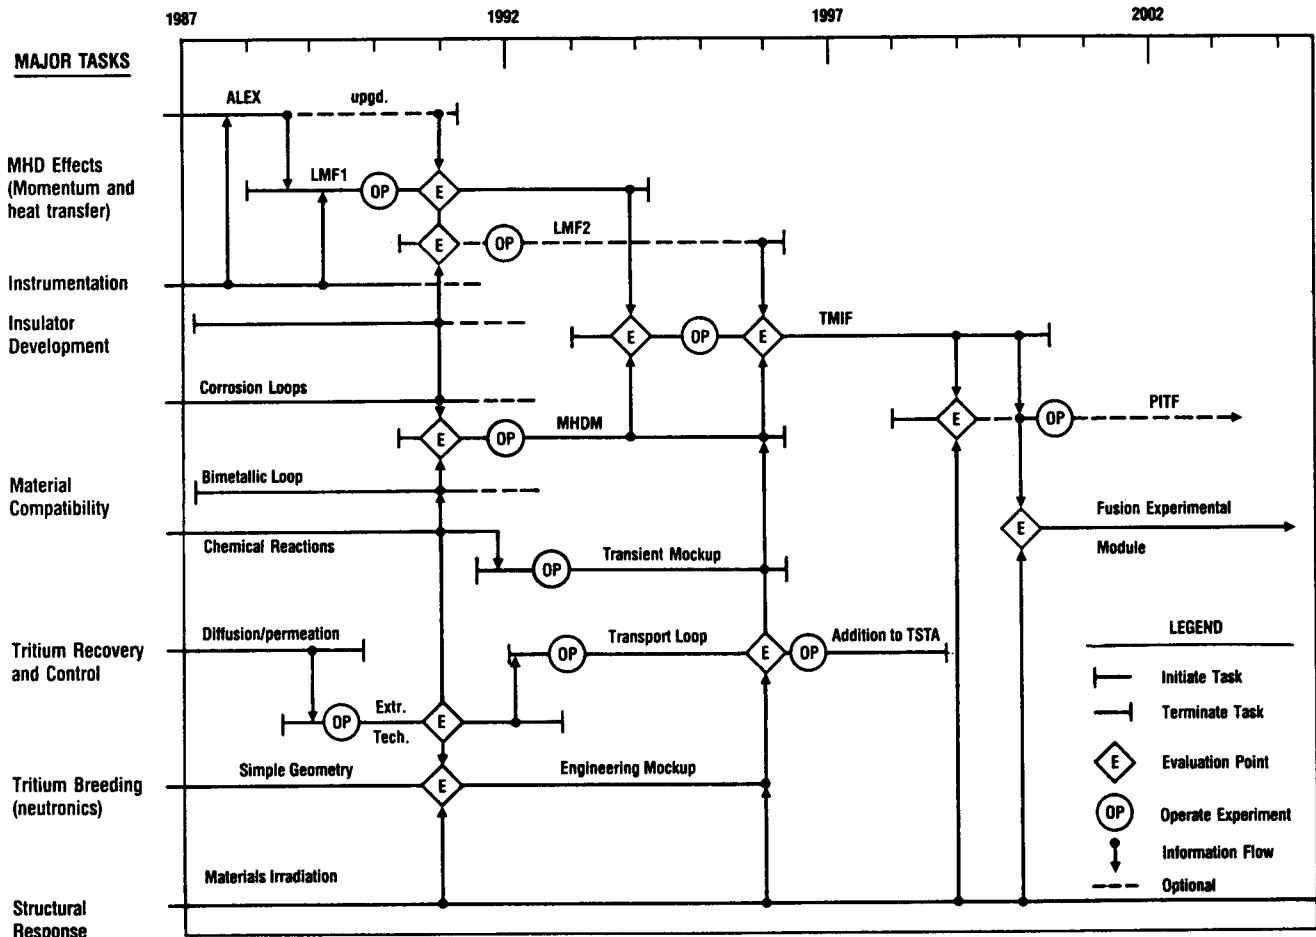 1987 1992 1997 2002
MAJOR TASKS
ALEX upgd.
MHD Effects
(Momentum and
heat transfer)
LMF1 OP E
E OP LMF2
Instrumentation
Insulator
Development
E OP E TMIF
Corrosion Loops
E OP PITF
E OP MHDM
Bimetallic Loop
Material
Compatibility
Chemical Reactions
E Fusion Experimental
Module
OP Transient Mockup
Diffusion/permeation
Tritium Recovery
and Control
OP Transport Loop E OP Addition to TSTA
OP Extr. E
Tech.
Simple Geometry E Engineering Mockup
Tritium Breeding
(neutronics)
Materials Irradiation
Structural
Response
LEGEND
Initiate Task
Terminate Task
E Evaluation Point
OP Operate Experiment
Information Flow
Optional